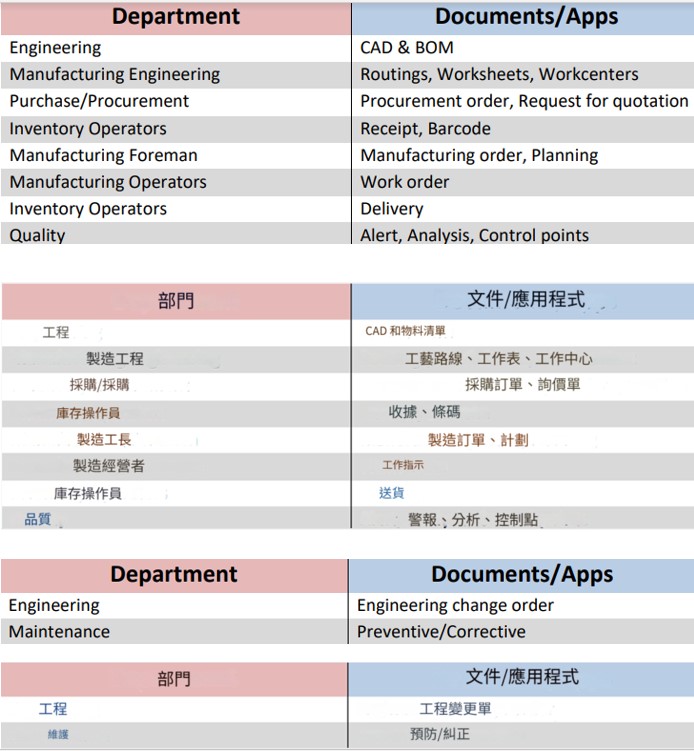 Department Documents/Apps
Engineering CAD & BOM
Manufacturing Engineering Routings, Worksheets, Workcenters
Purchase/Procurement Procurement order, Request for quotation
Inventory Operators Receipt, Barcode
Manufacturing Foreman Manufacturing order, Planning
Manufacturing Operators Work order
Inventory Operators Delivery
Quality Alert, Analysis, Control points
部門 文件/應用程式
工程 CAD 和物料清單
製造工程 工藝路線、工作表、工作中心
採購/採購 採購訂單、詢價單
庫存操作員 收據、條碼
製造工長 製造訂單、計劃
製造經營者 工作指示
庫存操作員 送貨
品質 警報、分析、控制點
Department Documents/Apps
Engineering Engineering change order
Maintenance Preventive/Corrective
部門 文件/應用程式
工程 工程變更單
維護 預防/糾正